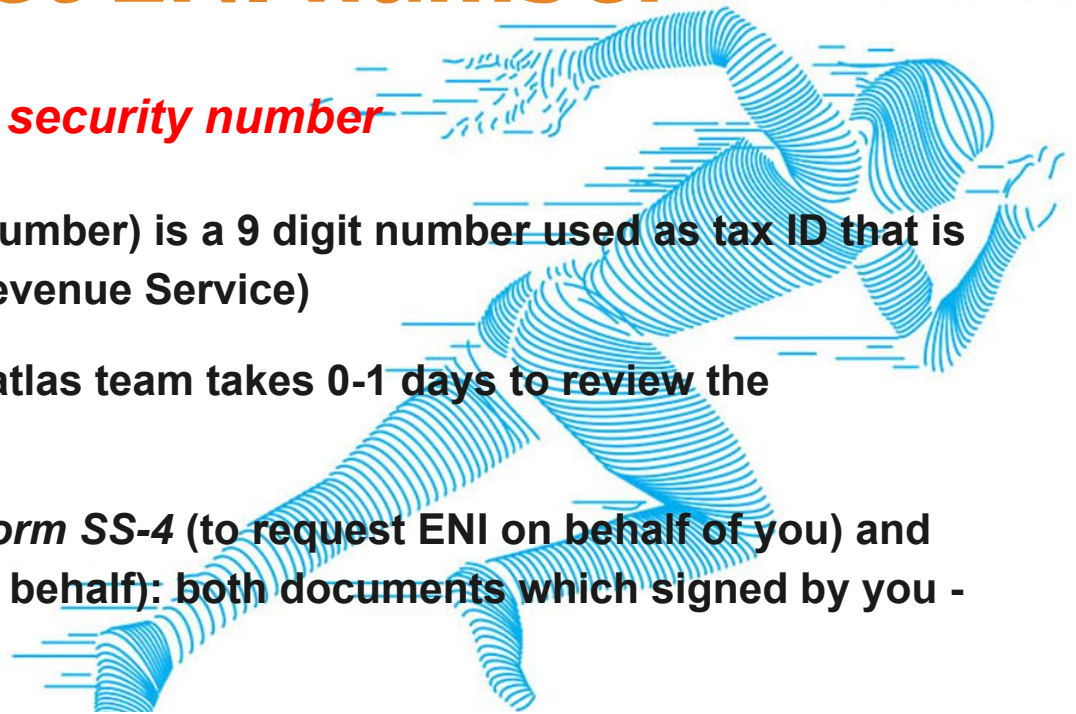 ENI number
security number
umber) is a 9 digit number used as tax ID that is
evenue Service)
atlas team takes 0-1 days to review the
orm SS-4 (to request ENI on behalf of you) and
behalf): both documents which signed by you -